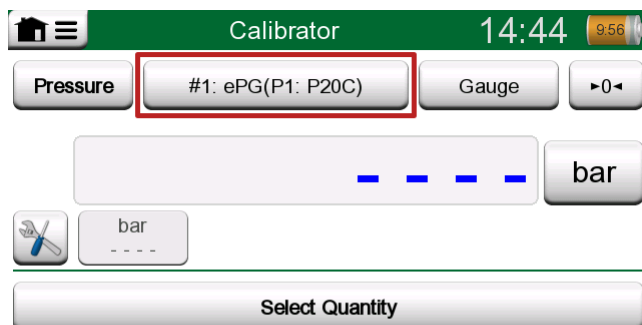 Calibrator 14:44 9:56
Pressure #1: ePG(P1: P20C) Gauge ►0◄
- - - - bar
bar
- - - -
Select Quantity